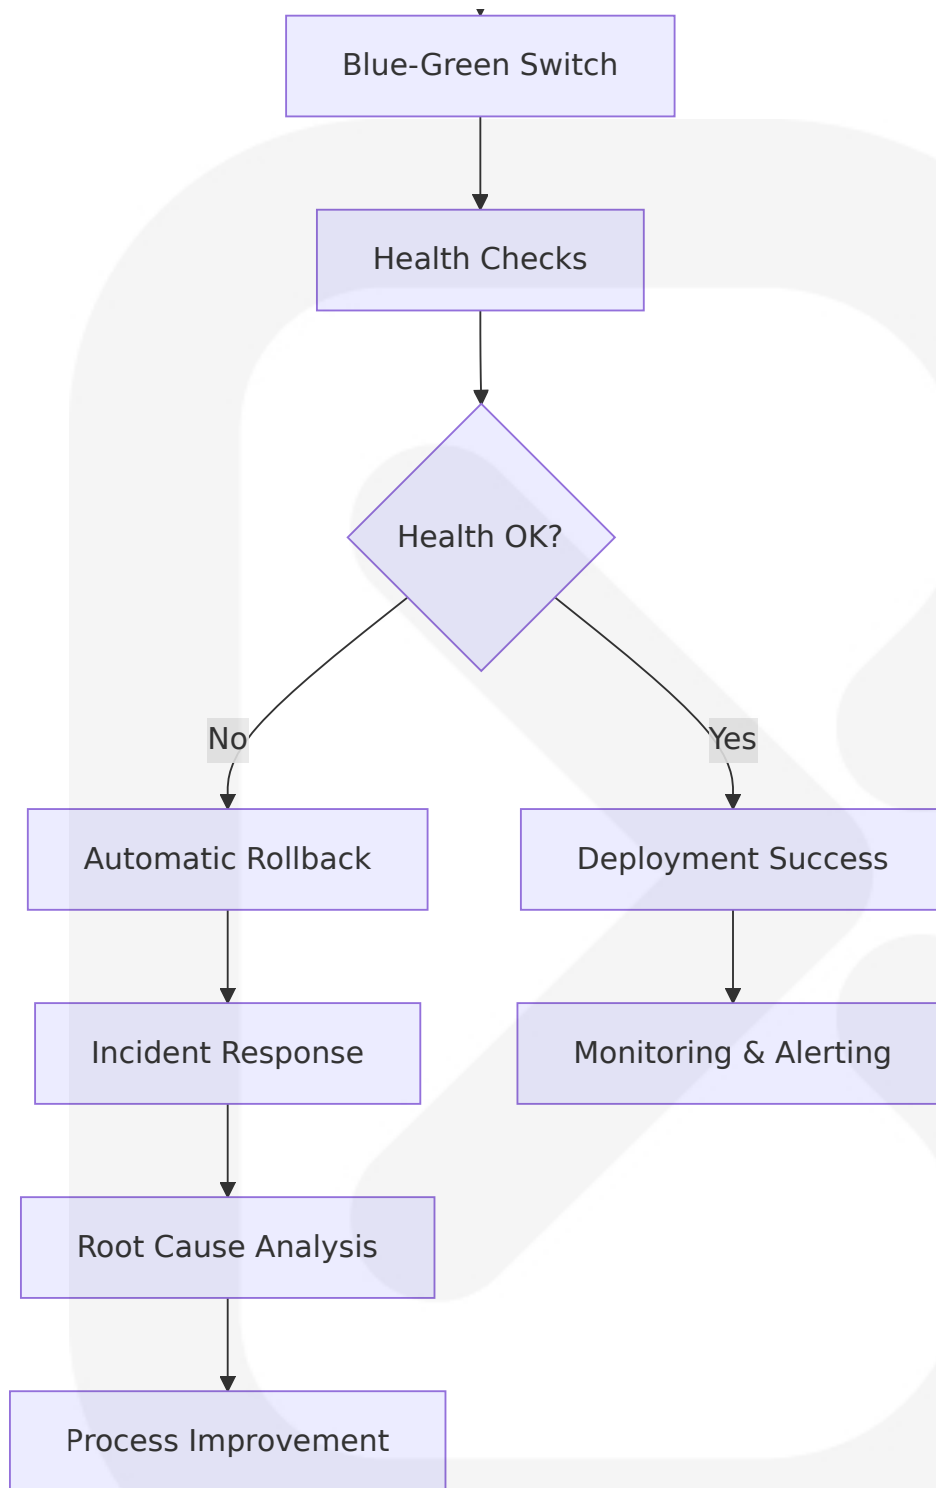 Blue-Green Switch
Health Checks
Health OK?
No
Yes
Automatic Rollback
Deployment Success
Incident Response
Monitoring & Alerting
Root Cause Analysis
Process Improvement